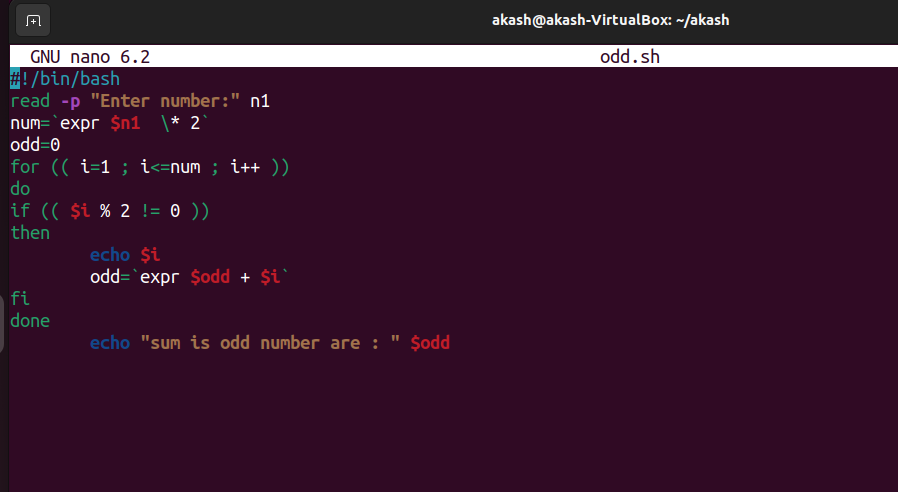 akash@akash-VirtualBox: ~/akash
GNU nano 6.2 odd.sh
#!/bin/bash
read -p "Enter number:" n1
num=`expr $n1  \* 2`
odd=0
for (( i=1 ; i<=num ; i++ ))
do
if (( $i % 2 != 0 ))
then
        echo $i
        odd=`expr $odd + $i`
fi
done
        echo "sum is odd number are : " $odd